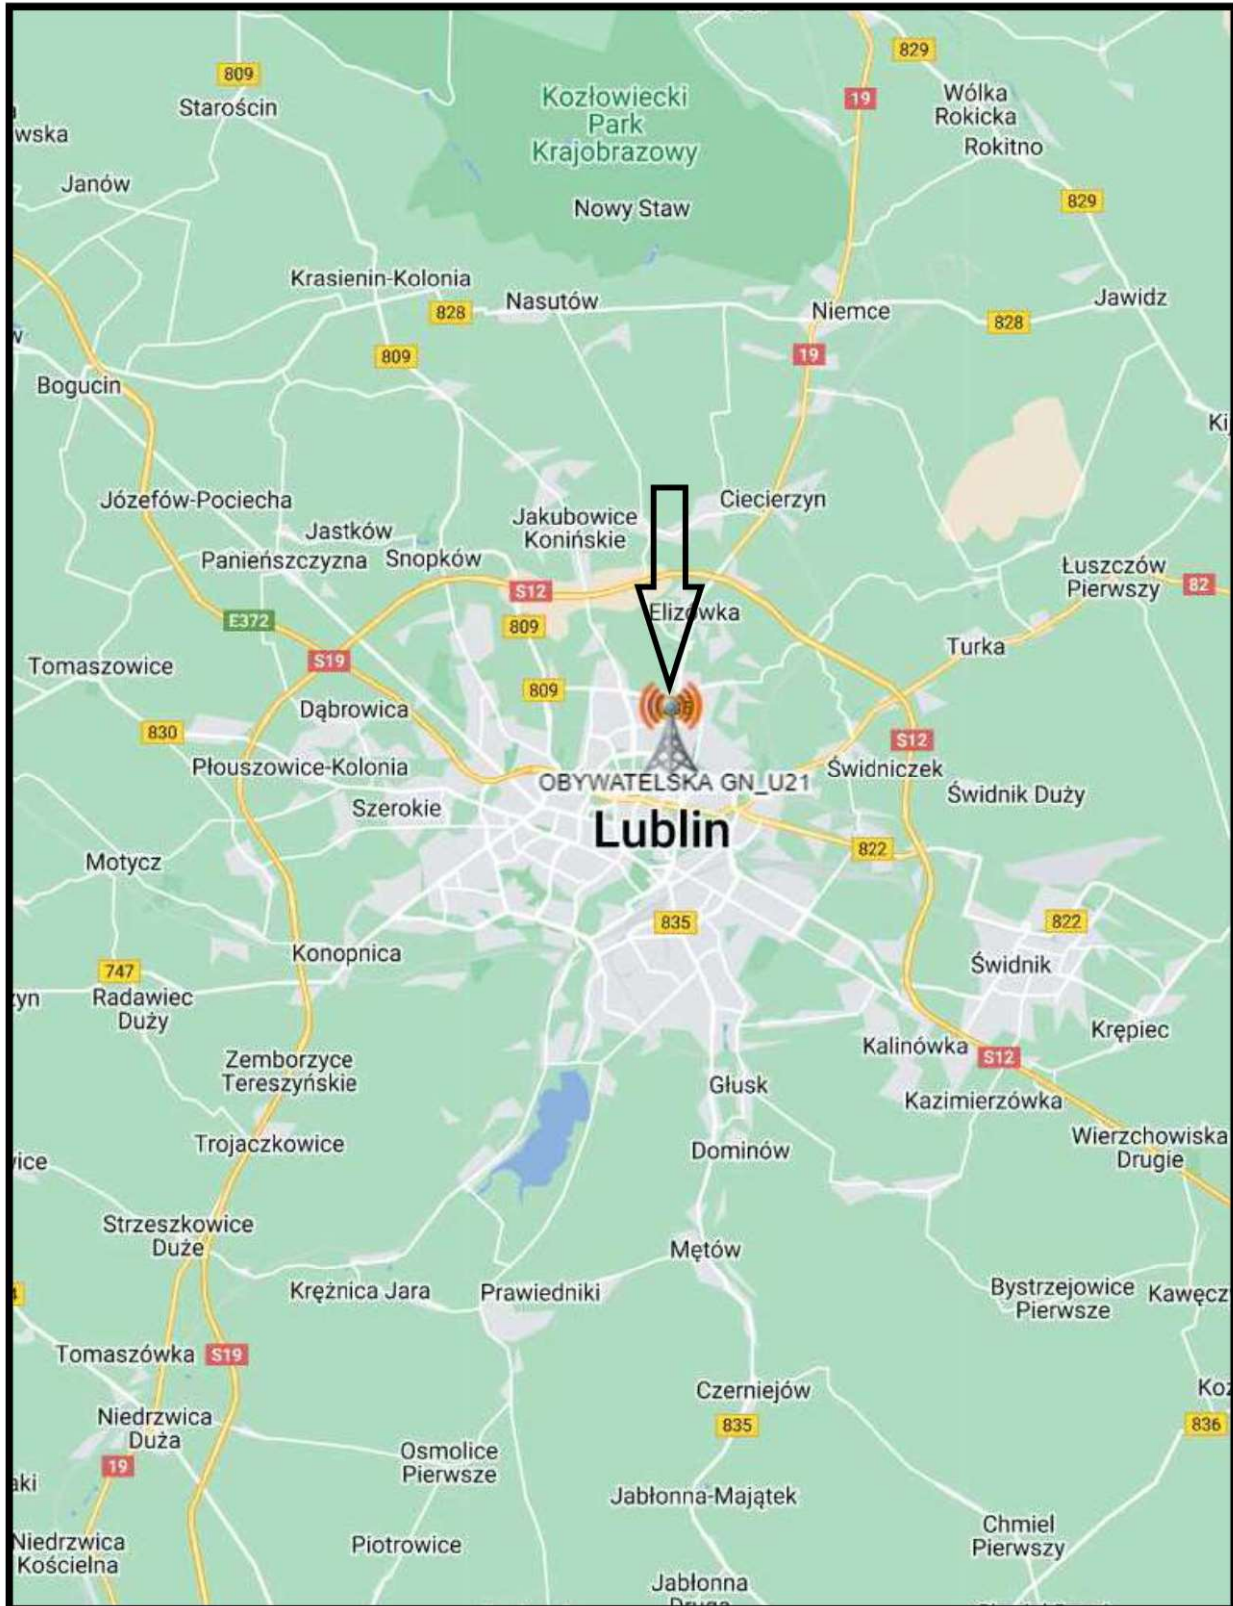 829
809
19
Wólka
Rokicka
Kozłowiecki
Park
Krajobrazowy
Starościn
wska
Rokitno
Janów
829
Nowy Staw
Krasienin-Kolonia
828
Nasutów
Niemce
Jawidz
828
809
19
Bogucin
Józefów-Pociecha
Jastków
Panieńszczyzna
Snopków
Jakubowice
Konińskie
Ciecierzyn
Łuszczów
Pierwszy
82
S12
Elizówka
E372
809
S19
Turka
Tomaszowice
809
Dąbrowica
830
S12
Płouszowice-Kolonia
Szerokie
OBYWATELSKA GN_U21
Świdniczek
Świdnik Duży
Lublin
822
Motycz
835
822
Konopnica
747
Radawiec
Duży
zyn
Świdnik
Krępiec
Kalinówka
S12
Zemborzyce
Tereszyńskie
Głusk
Kazimierzówka
Trojaczkowice
Dominów
Wierzchowiska
Drugie
ice
Strzeszkowice
Duże
Mętów
Krężnica Jara
Prawiedniki
Bystrzejowice
Pierwsze
Kawęcz
Tomaszówka
S19
Czerniejów
Koz
Niedrzwica
Duża
835
836
19
Osmolice
Pierwsze
aki
Jabłonna-Majątek
Niedrzwica
Kościelna
Piotrowice
Chmiel
Pierwszy
Jabłonna